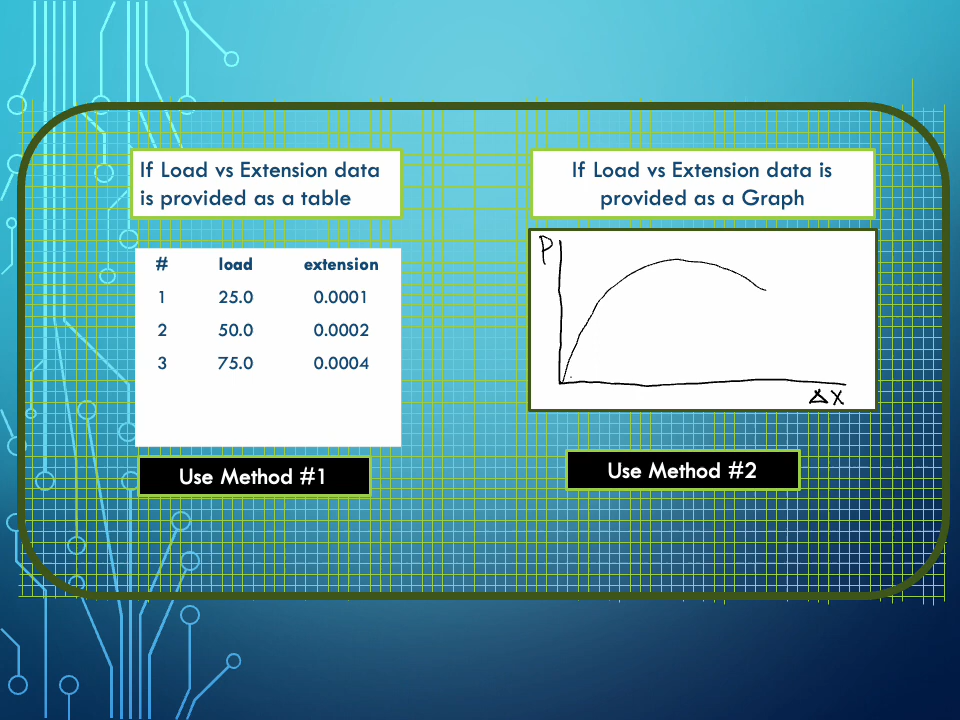 If Load vs Extension data
is provided as a table
# load extension
1 25.0 0.0001
2 50.0 0.0002
3 75.0 0.0004
Use Method #1
If Load vs Extension data is
provided as a Graph
P
ΔX
Use Method #2